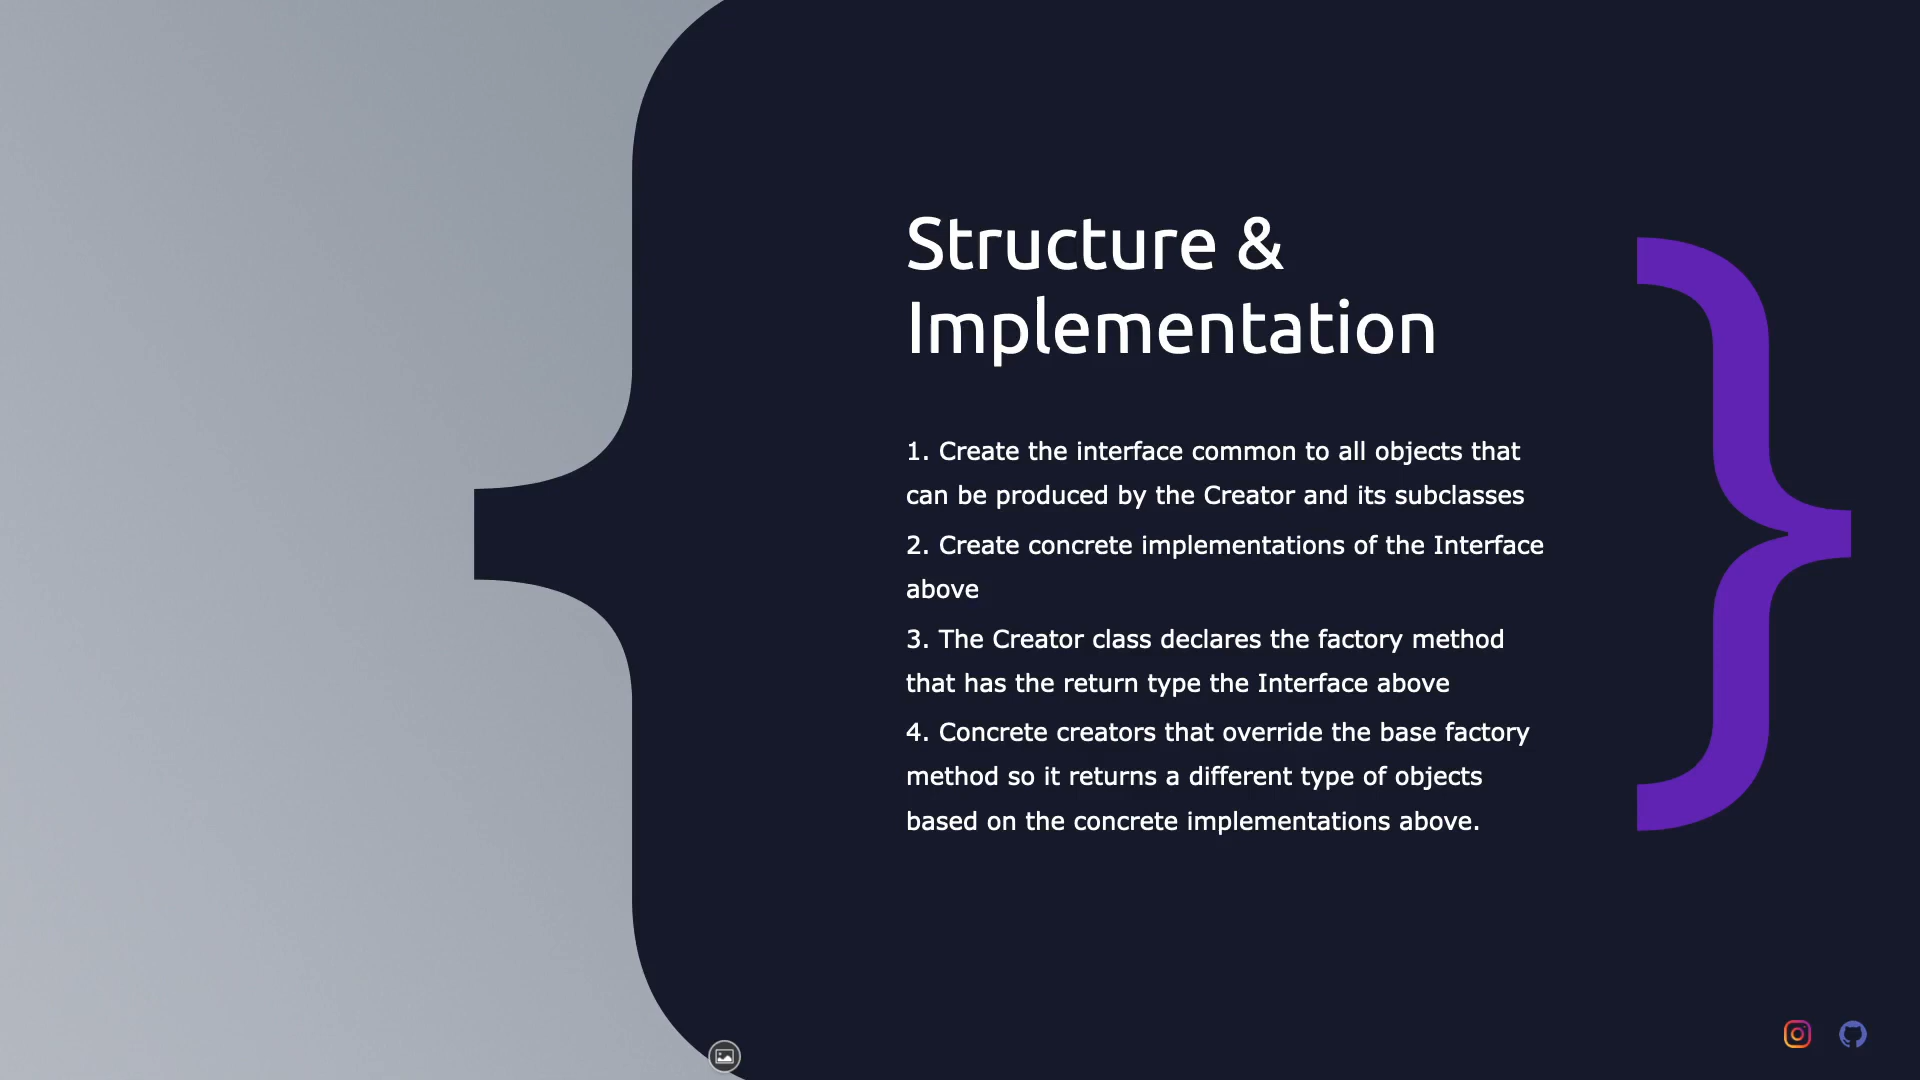 Structure &
Implementation
1. Create the interface common to all objects that
can be produced by the Creator and its subclasses
2. Create concrete implementations of the Interface
above
3. The Creator class declares the factory method
that has the return type the Interface above
4. Concrete creators that override the base factory
method so it returns a different type of objects
based on the concrete implementations above.